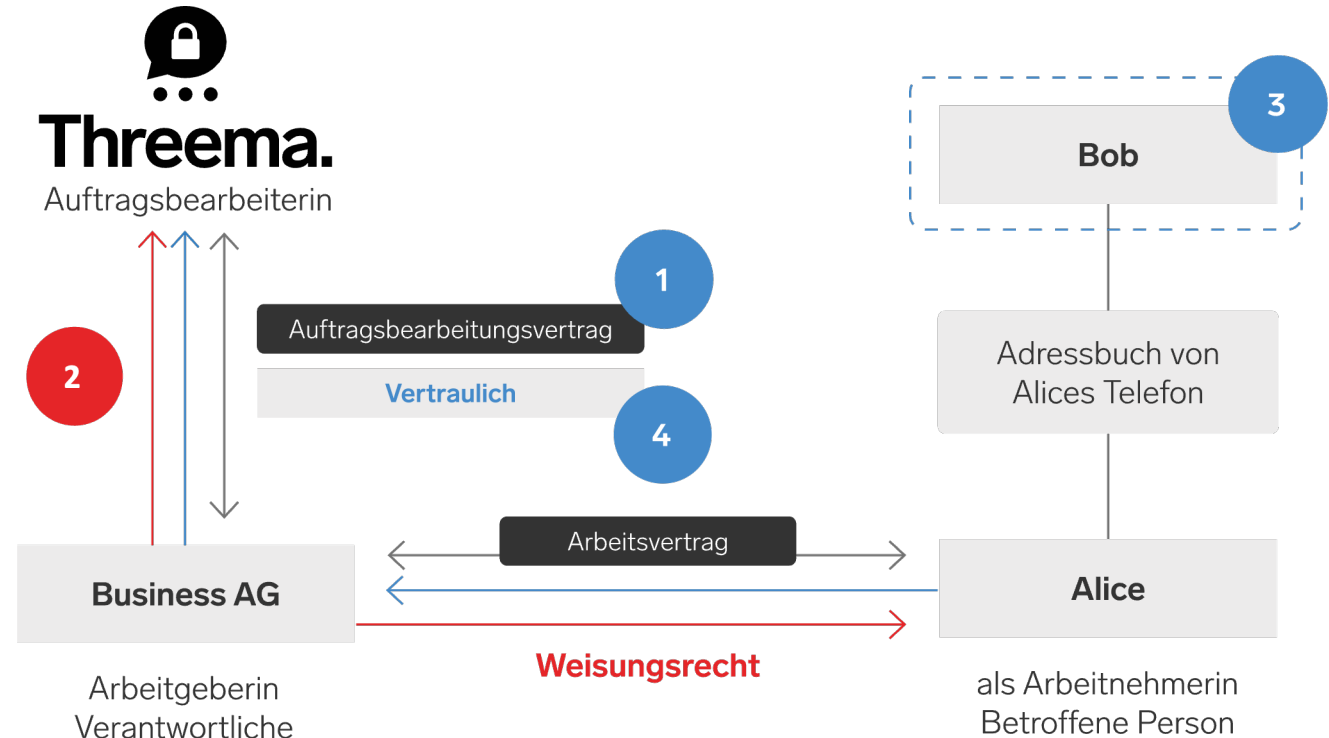 Threema.
Auftragsbearbeiterin
3
Bob
1
Auftragsbearbeitungsvertrag
2
Vertraulich
4
Adressbuch von
Alices Telefon
Arbeitsvertrag
Business AG
Alice
Weisungsrecht
Arbeitgeberin
Verantwortliche
als Arbeitnehmerin
Betroffene Person